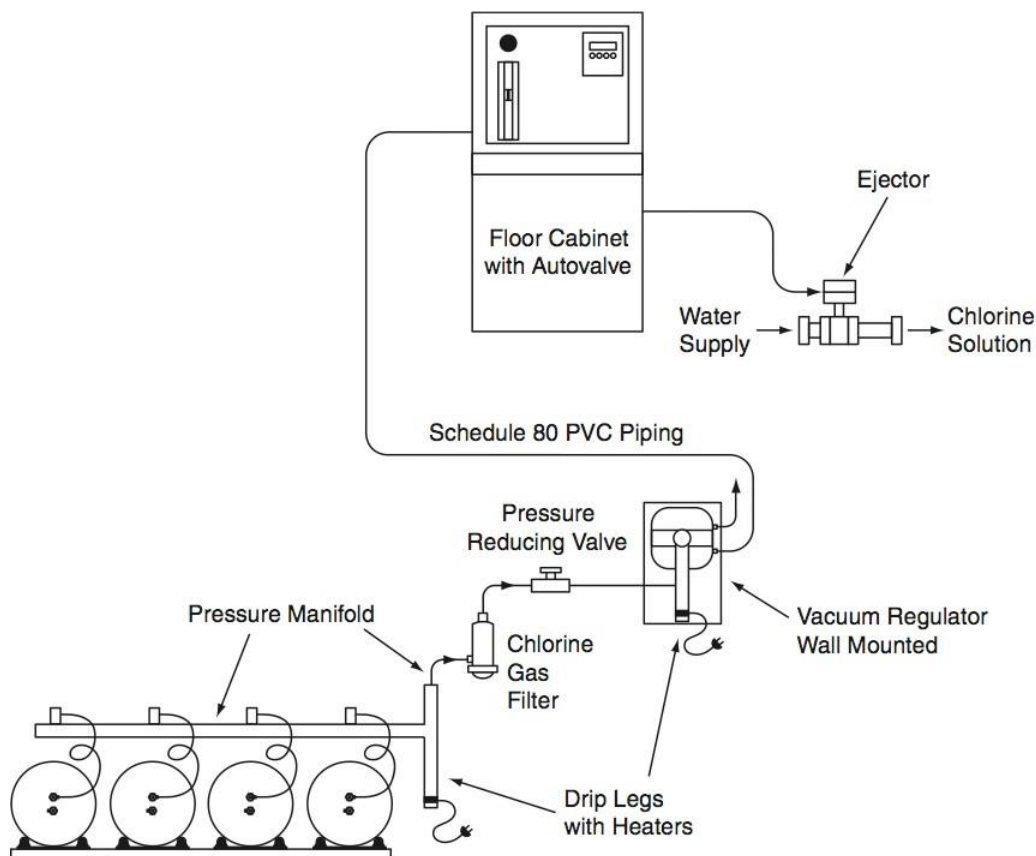 Ejector
Floor Cabinet
with Autovalve
Water
Supply
Chlorine
Solution
Schedule 80 PVC Piping
Pressure
Reducing Valve
Pressure Manifold
Chlorine
Gas
Filter
Vacuum Regulator
Wall Mounted
Drip Legs
with Heaters